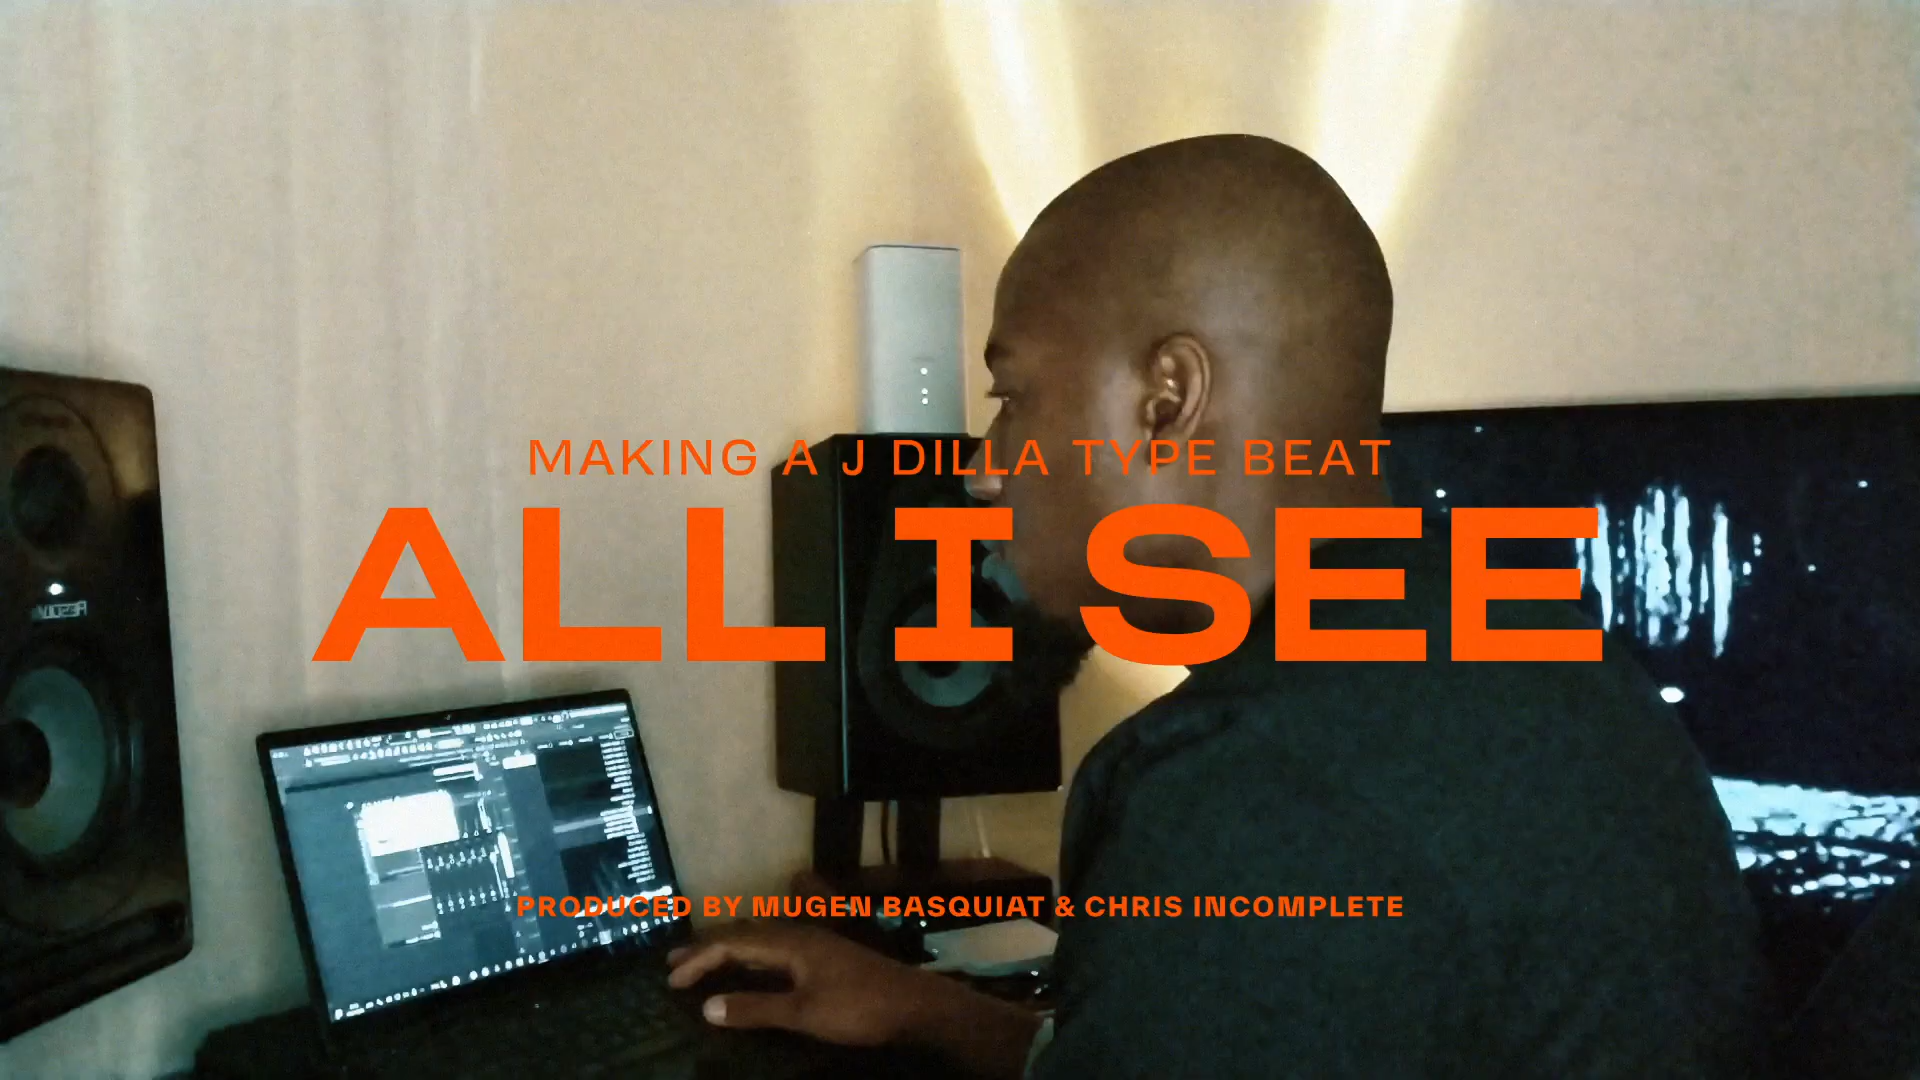 MAKING A J DILLA TYPE BEAT
ALL I SEE
PRODUCED BY MUGEN BASQUIAT & CHRIS INCOMPLETE